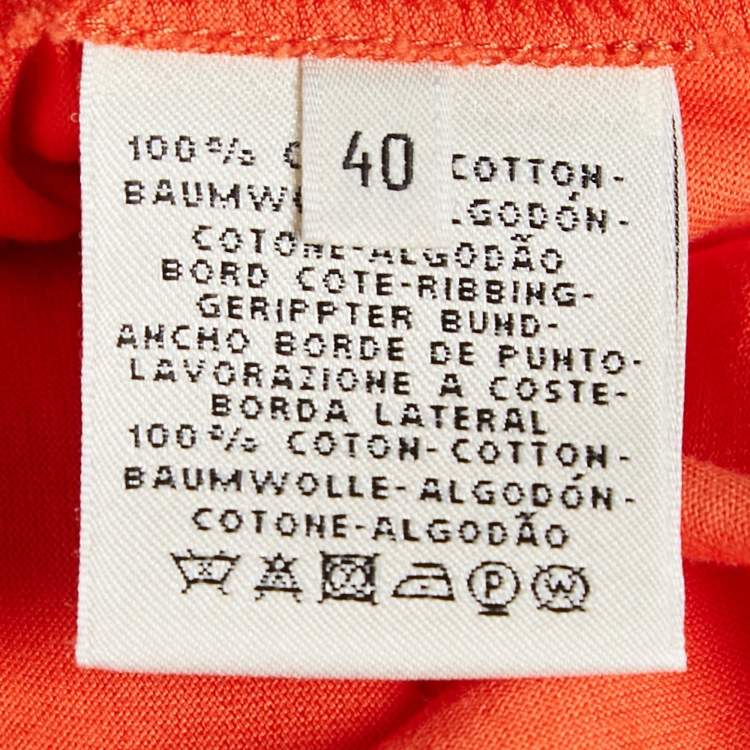 40
100% C COTTON-
BAUMWO LGODÓN-
COTONE-ALGODÃO
BORD COTE-RIBBING-
GERIPPTER BUND-
ANCHO BORDE DE PUNTO-
LAVORAZIONE A COSTE-
BORDA LATERAL
100% COTON-COTTON-
BAUMWOLLE-ALGODÓN-
COTONE-ALGODÃO
P W